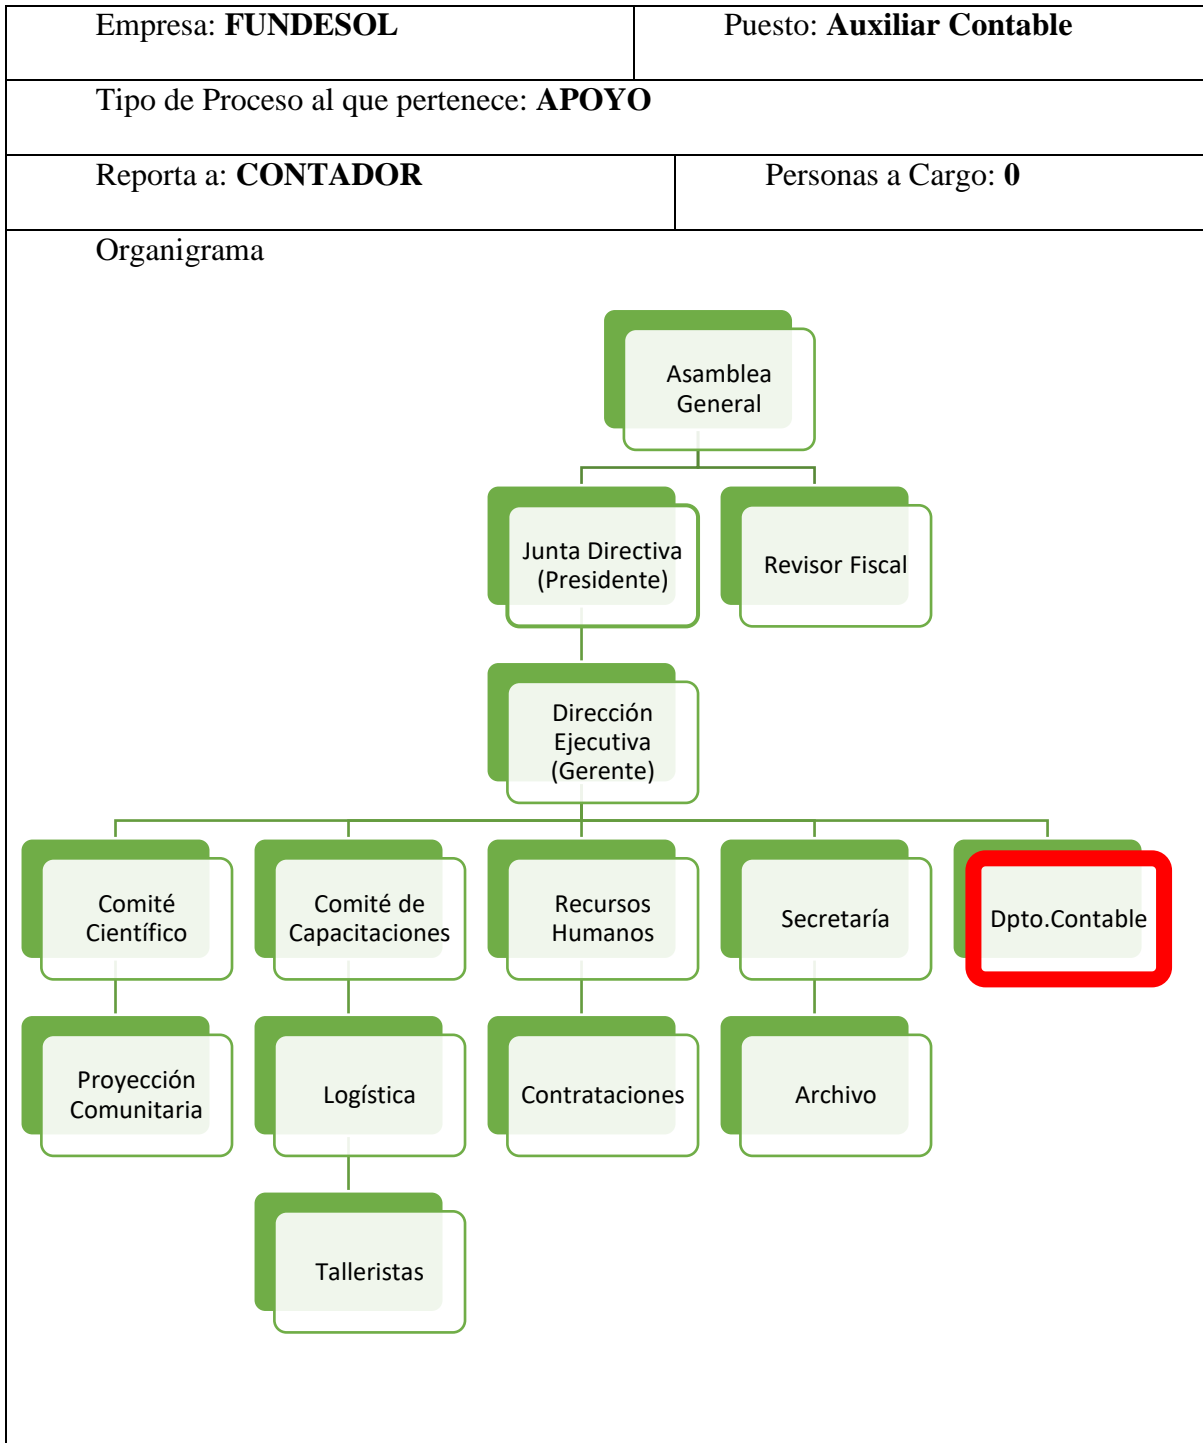 Empresa: FUNDESOL
Puesto: Auxiliar Contable
Tipo de Proceso al que pertenece: APOYO
Reporta a: CONTADOR
Personas a Cargo: 0
Organigrama
Asamblea
General
Junta Directiva
(Presidente)
Revisor Fiscal
Dirección
Ejecutiva
(Gerente)
Comité
Científico
Comité de
Capacitaciones
Recursos
Humanos
Secretaría
Dpto.Contable
Proyección
Comunitaria
Logística
Contrataciones
Archivo
Talleristas